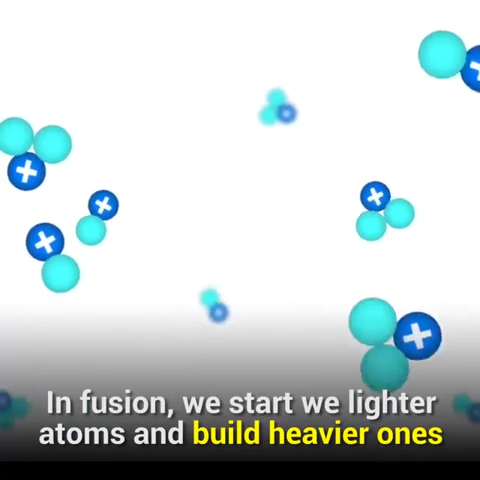 In fusion, we start we lighter
atoms and build heavier ones